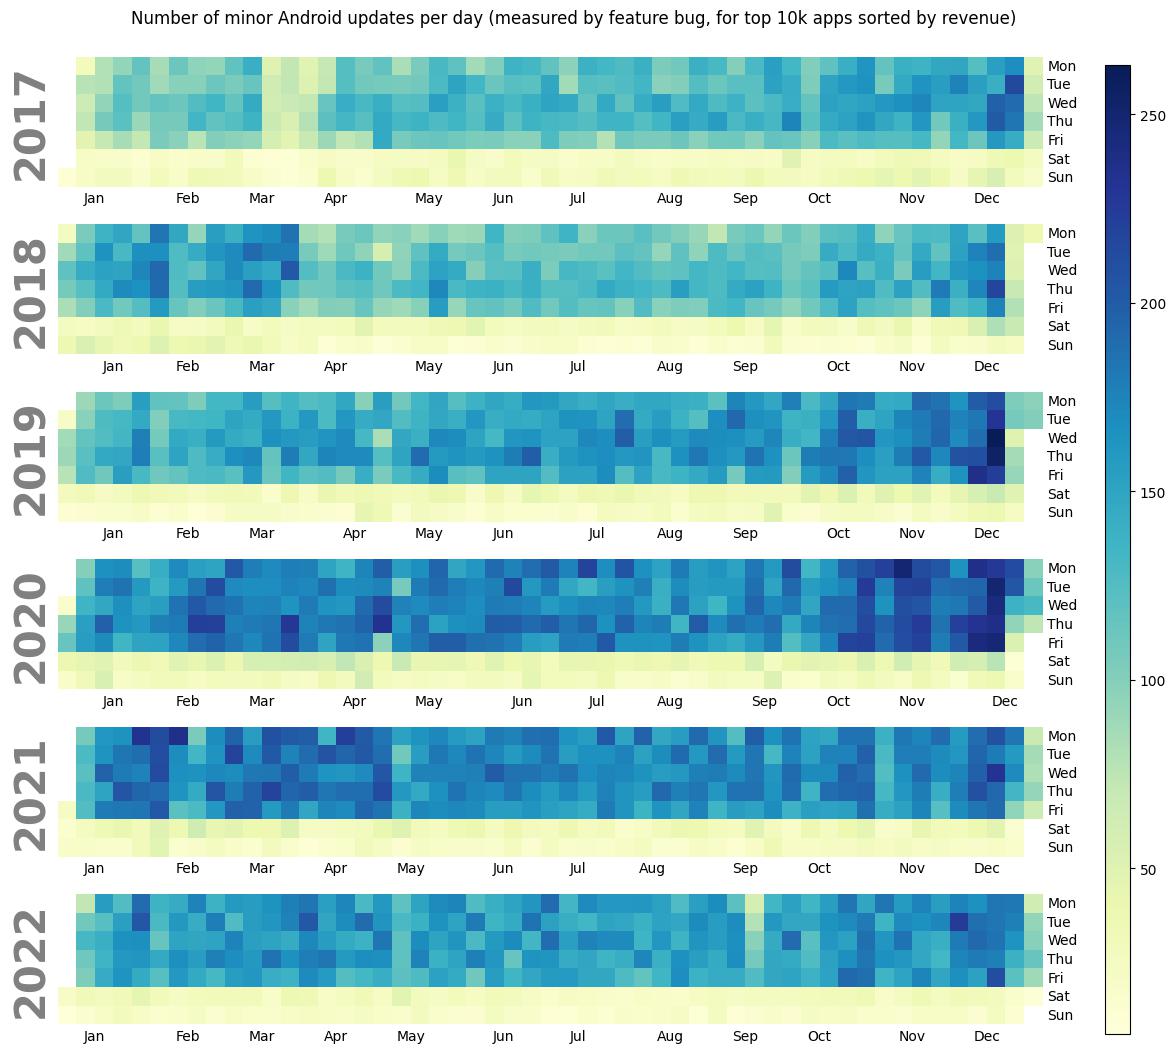 Number of minor Android updates per day (measured by feature bug, for top 10k apps sorted by revenue)
2017
Mon
Tue
Wed
Thu
Fri
Sat
Sun
Jan Feb Mar Apr May Jun Jul Aug Sep Oct Nov Dec
2018
Mon
Tue
Wed
Thu
Fri
Sat
Sun
Jan Feb Mar Apr May Jun Jul Aug Sep Oct Nov Dec
2019
Mon
Tue
Wed
Thu
Fri
Sat
Sun
Jan Feb Mar Apr May Jun Jul Aug Sep Oct Nov Dec
2020
Mon
Tue
Wed
Thu
Fri
Sat
Sun
Jan Feb Mar Apr May Jun Jul Aug Sep Oct Nov Dec
2021
Mon
Tue
Wed
Thu
Fri
Sat
Sun
Jan Feb Mar Apr May Jun Jul Aug Sep Oct Nov Dec
2022
Mon
Tue
Wed
Thu
Fri
Sat
Sun
Jan Feb Mar Apr May Jun Jul Aug Sep Oct Nov Dec
250
200
150
100
50